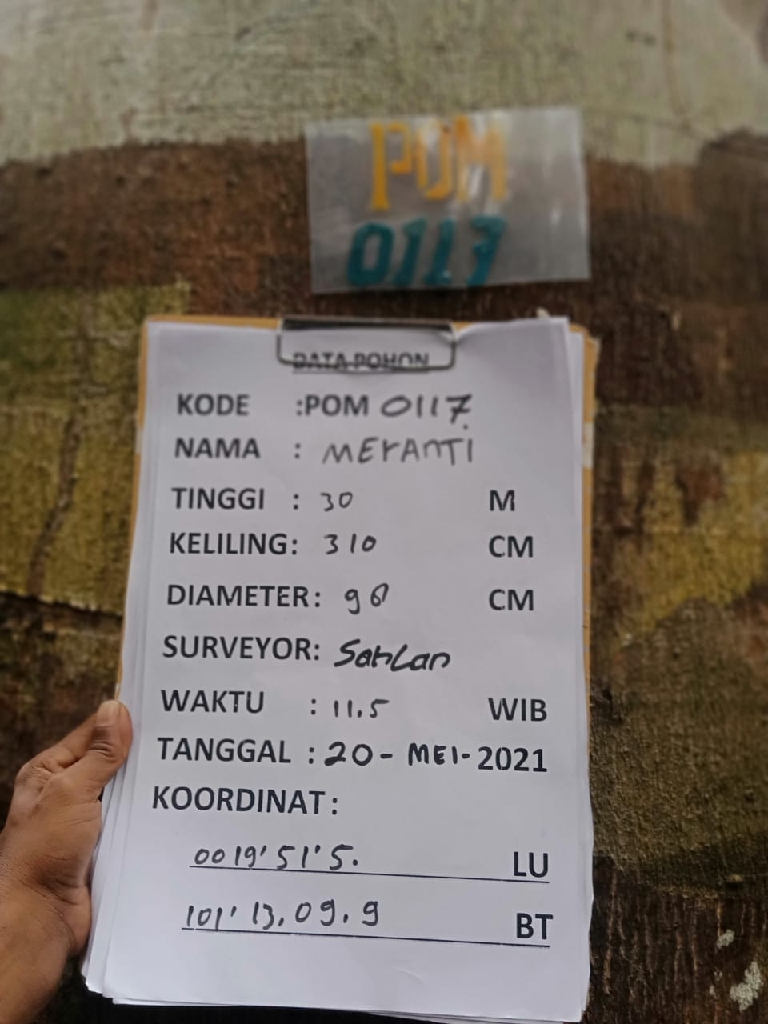 POM
0117
DATA POHON
KODE :POM 0117
NAMA : MERANTI
TINGGI : 30 M
KELILING: 310 CM
DIAMETER: 98 CM
SURVEYOR: Sahlan
WAKTU : 11.5 WIB
TANGGAL : 20 - MEI - 2021
KOORDINAT:
0019'51'5. LU
101' 13.09.9 BT